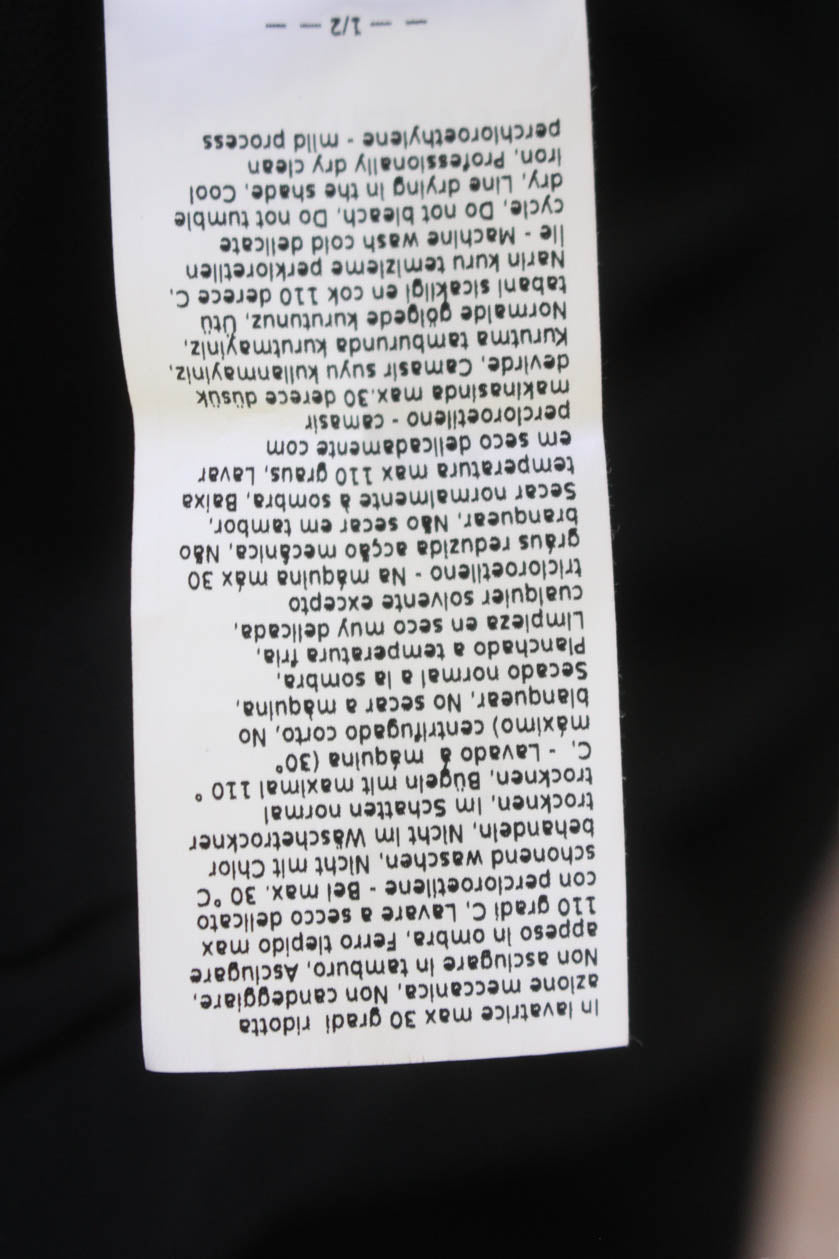 In lavatrice max 30 gradi ridotta
azione meccanica, Non candeggiare,
Non asciugare in tamburo, Asciugare
appeso in ombra, Ferro tiepido max
110 gradi C, Lavare a secco delicato
con percloroetilene - Bei max. 30 °C
schonend waschen, Nicht mit Chlor
behandeln, Nicht im Wäschetrockner
trocknen, Im Schatten normal
trocknen, Bügeln mit maximal 110 °
C, - Lavado á máquina (30°
máximo) centrifugado corto, No
blanquear, No secar a máquina,
Secado normal a la sombra,
Planchado a temperatura fria,
Limpieza en seco muy delicada,
cualquier solvente excepto
tricloroetileno - Na máquina máx 30
gráus reduzida acção mecânica, Não
branquear, Não secar em tambor,
Secar normalmente à sombra, Baixa
temperatura max 110 graus, Lavar
em seco delicadamente com
percloroetileno - camasir
makinasinda max.30 derece düsük
devirde, Camasir suyu kullanmayiniz,
Kurutma tamburunda kurutmayiniz,
Normalde gölgede kurutunuz, Ütü
tabani sicakligi en cok 110 derece C,
Narin kuru temizleme perkloretilen
ile - Machine wash cold delicate
cycle, Do not bleach, Do not tumble
dry, Line drying in the shade, Cool
iron, Professionally dry clean
perchloroethylene - mild process
— — 1/2 — —